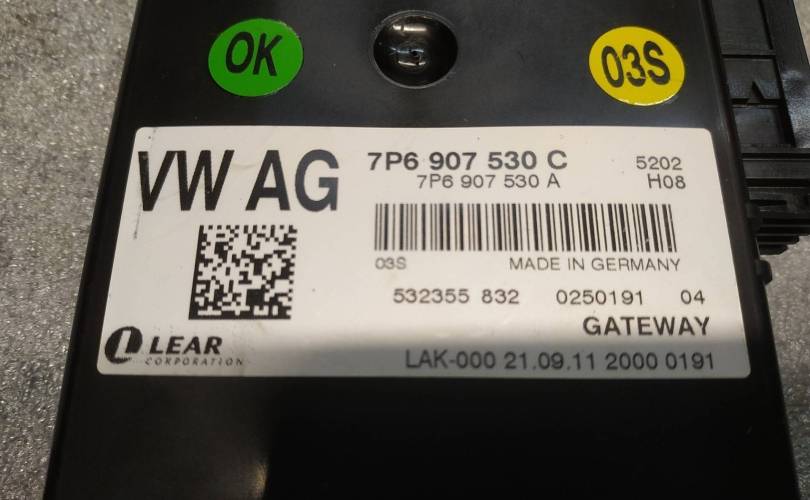 OK
03S
VW AG
7P6 907 530 C
5202
7P6 907 530 A
H08
03S
MADE IN GERMANY
532355 832 0250191 04
GATEWAY
LEAR
CORPORATION
LAK-000 21.09.11 2000 0191